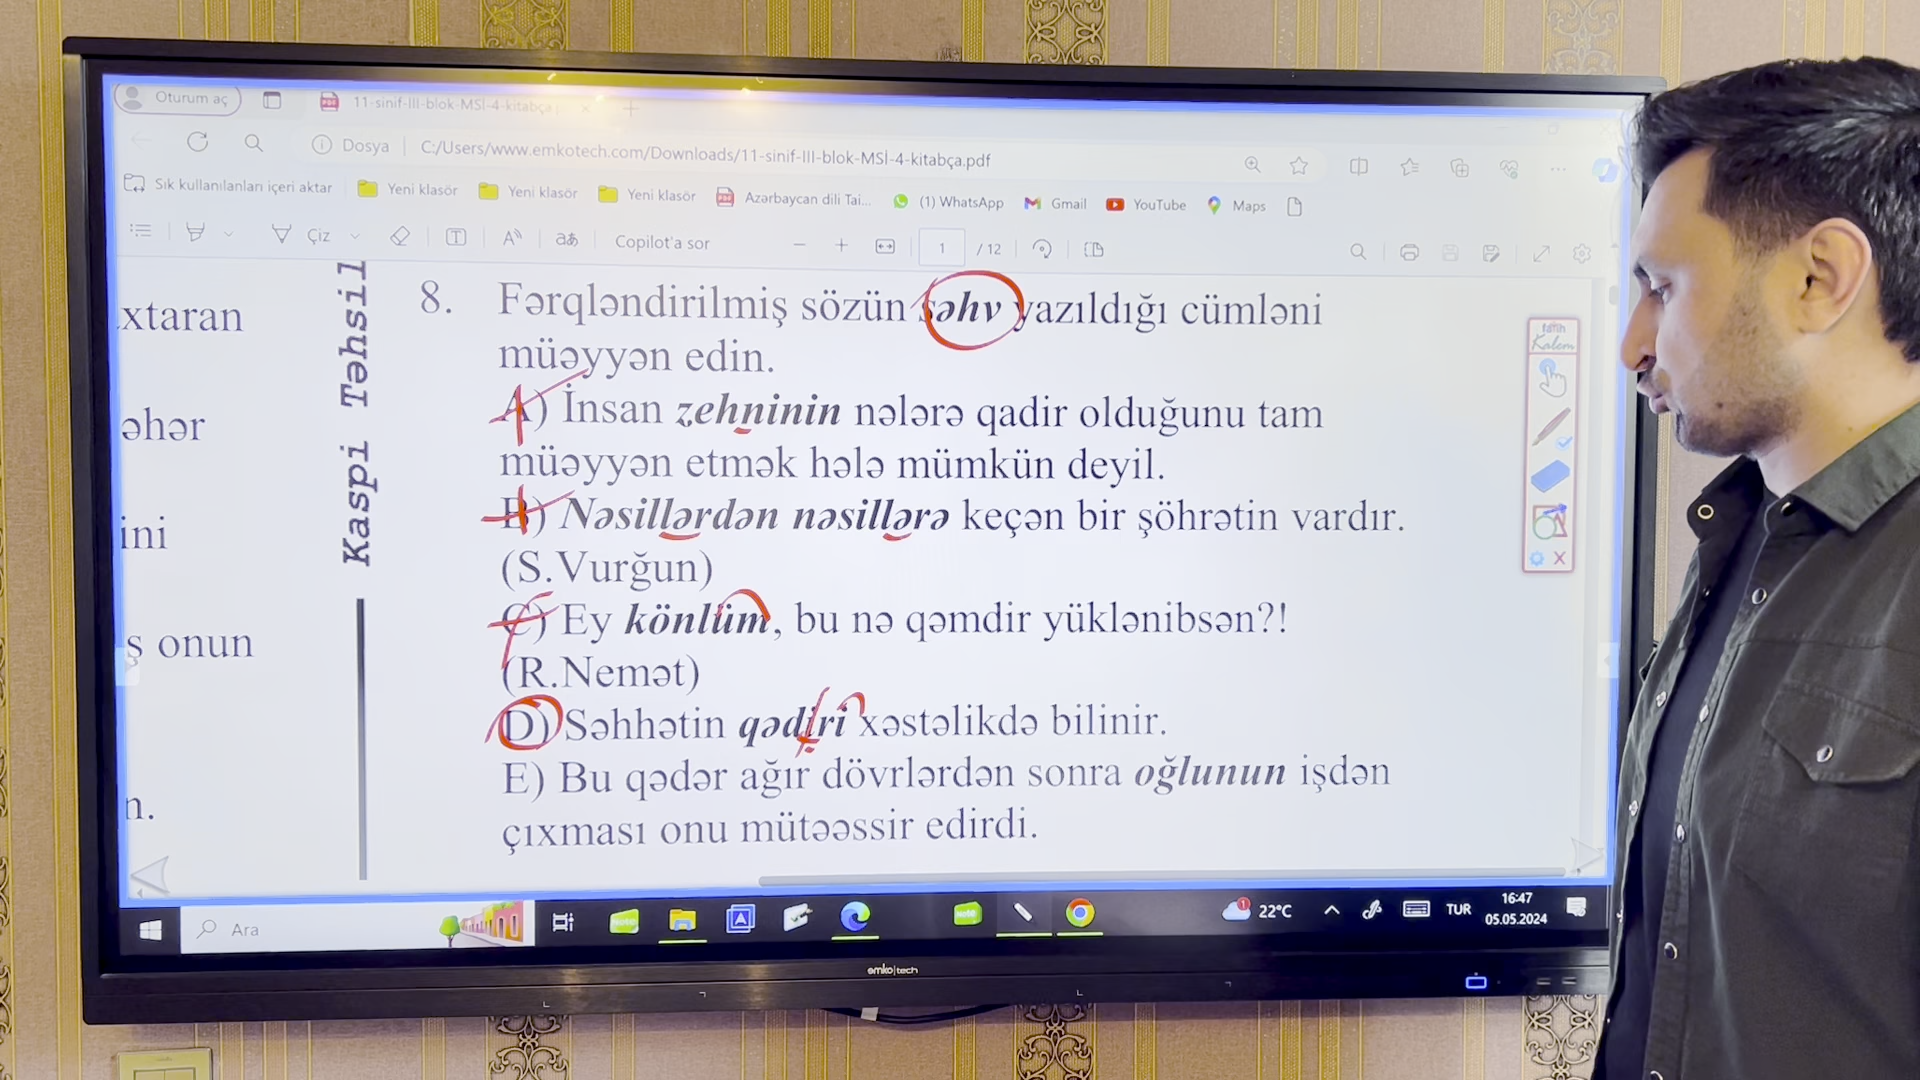 Oturum aç
11-sinif-III-blok-MSİ-4-kitabça
Dosya
C:/Users/www.emkotech.com/Downloads/11-sinif-III-blok-MSİ-4-kitabça.pdf
Sık kullanılanları içeri aktar
Yeni klasör
Yeni klasör
Yeni klasör
Azərbaycan dili Tai...
(1) WhatsApp
Gmail
YouTube
Maps
Çiz
Copilot'a sor
1 / 12
xtaran
əhər
ini
ş onun
n.
Kaspi Təhsil
8. Fərqləndirilmiş sözün səhv yazıldığı cümləni
müəyyən edin.
A) İnsan zehninin nələrə qadir olduğunu tam
müəyyən etmək hələ mümkün deyil.
B) Nəsillərdən nəsillərə keçən bir şöhrətin vardır.
(S.Vurğun)
C) Ey könlüm, bu nə qəmdir yüklənibsən?!
(R.Nemət)
D) Səhhətin qədiri xəstəlikdə bilinir.
E) Bu qədər ağır dövrlərdən sonra oğlunun işdən
çıxması onu mütəəssir edirdi.
fatih
Kalem
Ara
22°C
TUR
16:47
05.05.2024
emko|tech